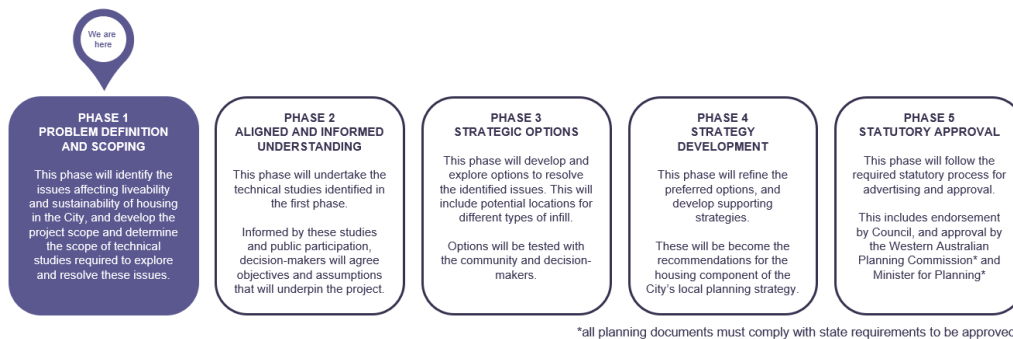 We are
here
PHASE 1
PROBLEM DEFINITION
AND SCOPING
This phase will identify the
issues affecting liveability
and sustainability of housing
in the City, and develop the
project scope and determine
the scope of technical
studies required to explore
and resolve these issues.
PHASE 2
ALIGNED AND INFORMED
UNDERSTANDING
This phase will undertake the
technical studies identified in
the first phase.
Informed by these studies
and public participation,
decision-makers will agree
objectives and assumptions
that will underpin the project.
PHASE 3
STRATEGIC OPTIONS
This phase will develop and
explore options to resolve
the identified issues. This will
include potential locations for
different types of infill.
Options will be tested with
the community and decision-
makers.
PHASE 4
STRATEGY
DEVELOPMENT
This phase will refine the
preferred options, and
develop supporting
strategies.
These will be become the
recommendations for the
housing component of the
City's local planning strategy.
PHASE 5
STATUTORY APPROVAL
This phase will follow the
required statutory process for
advertising and approval.
This includes endorsement
by Council, and approval by
the Western Australian
Planning Commission* and
Minister for Planning*
*all planning documents must comply with state requirements to be approved